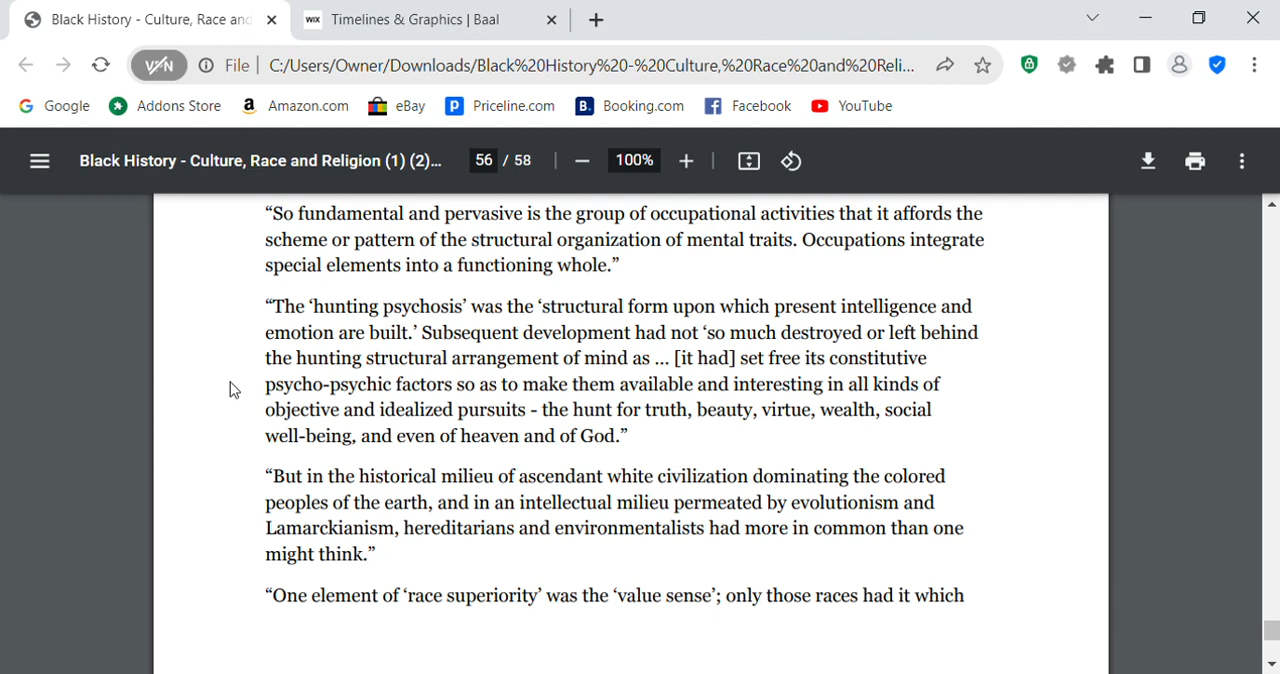 Black History - Culture, Race and
WIX Timelines & Graphics | Baal
VPN File C:/Users/Owner/Downloads/Black%20History%20-%20Culture,%20Race%20and%20Reli...
Google Addons Store Amazon.com eBay Priceline.com Booking.com Facebook YouTube
Black History - Culture, Race and Religion (1) (2)... 56 / 58 100%
“So fundamental and pervasive is the group of occupational activities that it affords the
scheme or pattern of the structural organization of mental traits. Occupations integrate
special elements into a functioning whole.”
“The ‘hunting psychosis’ was the ‘structural form upon which present intelligence and
emotion are built.’ Subsequent development had not ‘so much destroyed or left behind
the hunting structural arrangement of mind as ... [it had] set free its constitutive
psycho-psychic factors so as to make them available and interesting in all kinds of
objective and idealized pursuits - the hunt for truth, beauty, virtue, wealth, social
well-being, and even of heaven and of God.”
“But in the historical milieu of ascendant white civilization dominating the colored
peoples of the earth, and in an intellectual milieu permeated by evolutionism and
Lamarckianism, hereditarians and environmentalists had more in common than one
might think.”
“One element of ‘race superiority’ was the ‘value sense’; only those races had it which